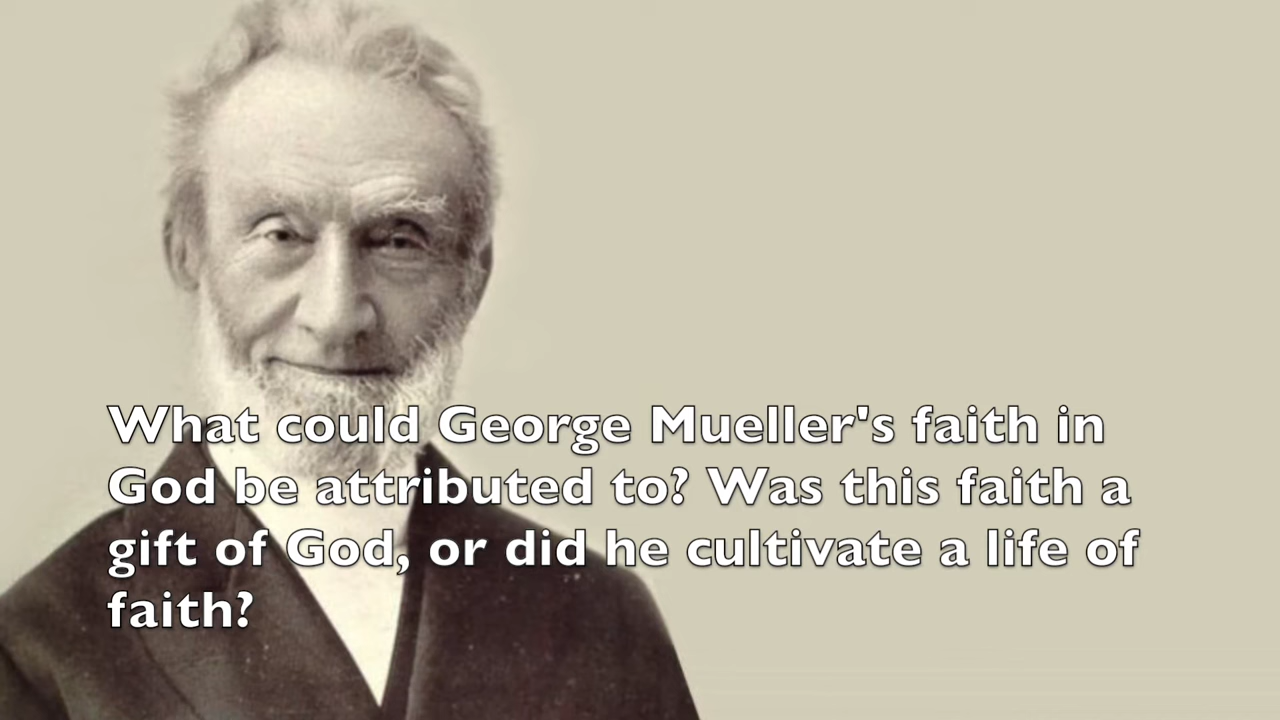 What could George Mueller's faith in
God be attributed to? Was this faith a
gift of God, or did he cultivate a life of
faith?